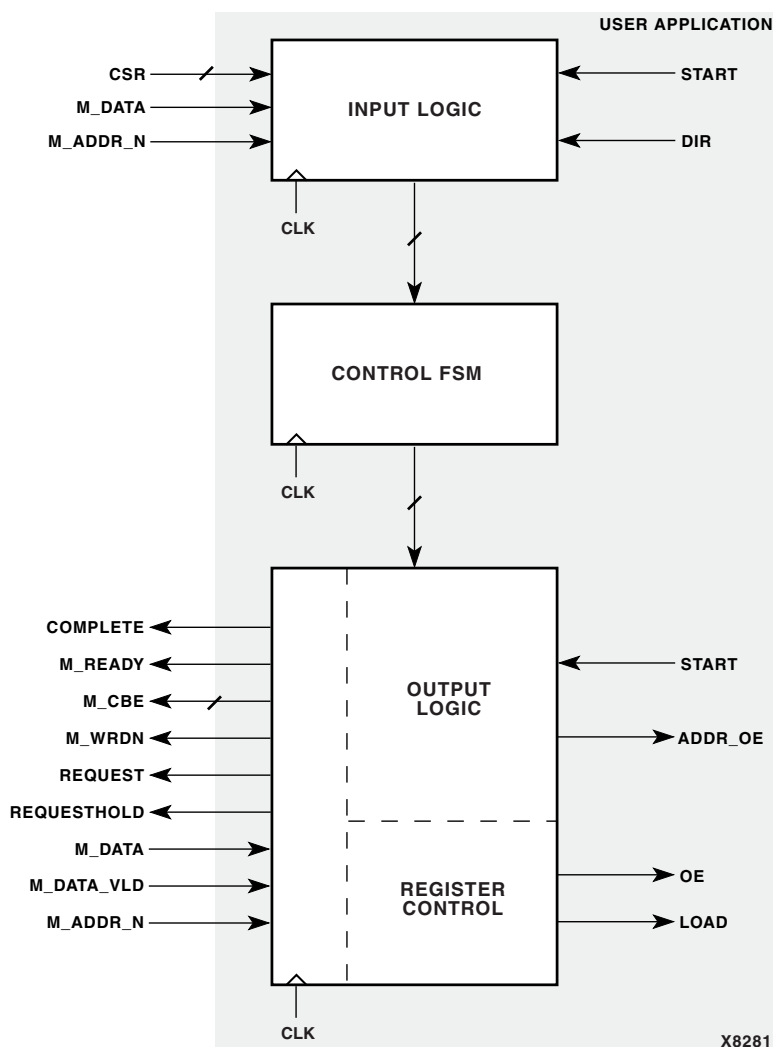 USER APPLICATION
CSR
M_DATA
M_ADDR_N
INPUT LOGIC
START
DIR
CLK
CONTROL FSM
CLK
COMPLETE
M_READY
M_CBE
M_WRDN
REQUEST
REQUESTHOLD
M_DATA
M_DATA_VLD
M_ADDR_N
OUTPUT
LOGIC
REGISTER
CONTROL
START
ADDR_OE
OE
LOAD
CLK
X8281